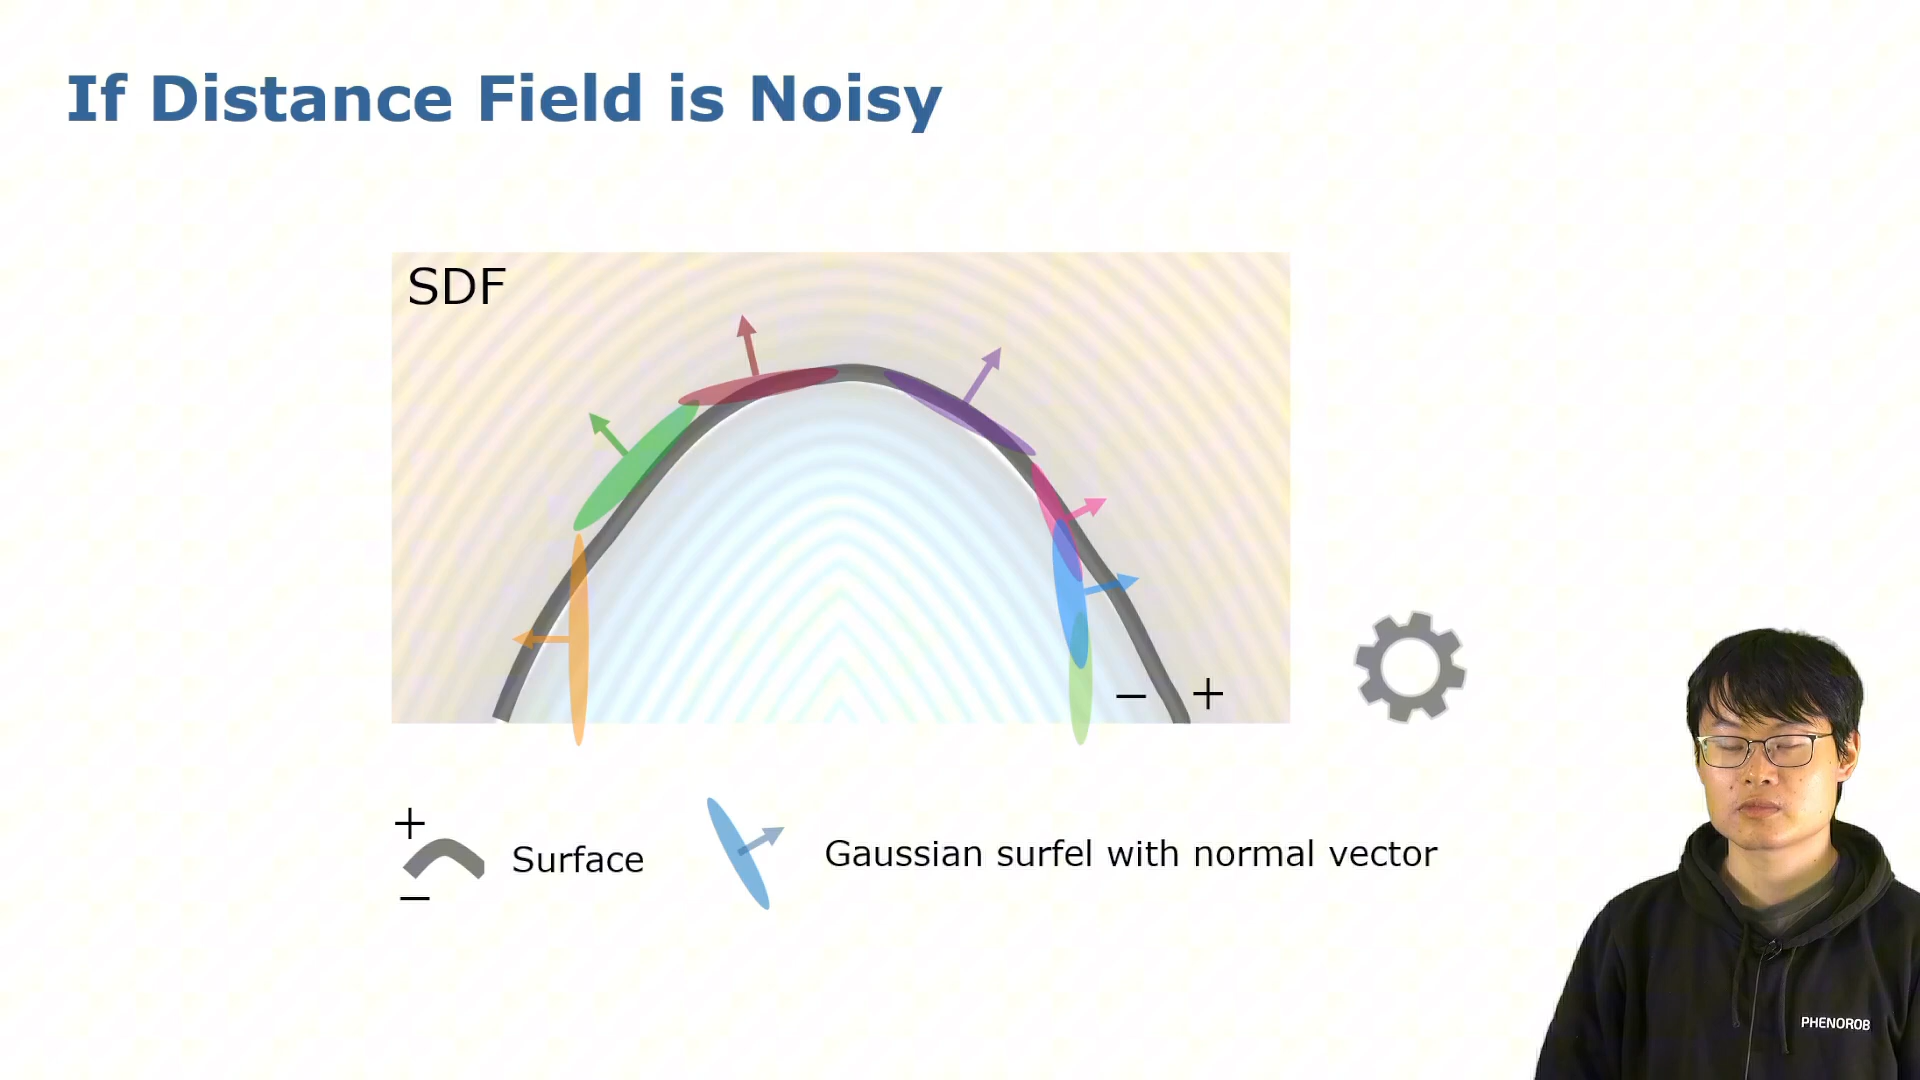 If Distance Field is Noisy
SDF
− +
+
Surface
−
Gaussian surfel with normal vector
PHENOROB